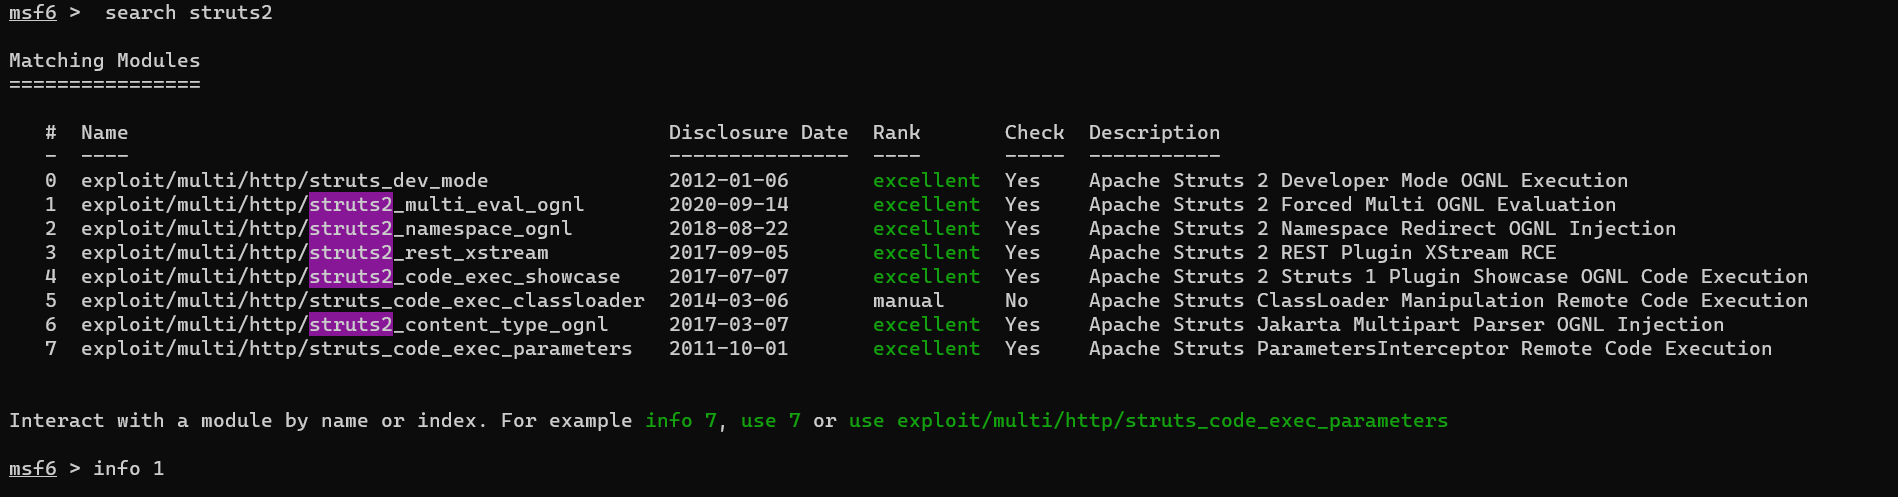 msf6 >  search struts2
Matching Modules
================
   #  Name                                           Disclosure Date  Rank       Check  Description
   -  ----                                           ---------------  ----       -----  -----------
   0  exploit/multi/http/struts_dev_mode             2012-01-06       excellent  Yes    Apache Struts 2 Developer Mode OGNL Execution
   1  exploit/multi/http/struts2_multi_eval_ognl     2020-09-14       excellent  Yes    Apache Struts 2 Forced Multi OGNL Evaluation
   2  exploit/multi/http/struts2_namespace_ognl      2018-08-22       excellent  Yes    Apache Struts 2 Namespace Redirect OGNL Injection
   3  exploit/multi/http/struts2_rest_xstream        2017-09-05       excellent  Yes    Apache Struts 2 REST Plugin XStream RCE
   4  exploit/multi/http/struts2_code_exec_showcase  2017-07-07       excellent  Yes    Apache Struts 2 Struts 1 Plugin Showcase OGNL Code Execution
   5  exploit/multi/http/struts_code_exec_classloader  2014-03-06       manual     No     Apache Struts ClassLoader Manipulation Remote Code Execution
   6  exploit/multi/http/struts2_content_type_ognl   2017-03-07       excellent  Yes    Apache Struts Jakarta Multipart Parser OGNL Injection
   7  exploit/multi/http/struts_code_exec_parameters  2011-10-01       excellent  Yes    Apache Struts ParametersInterceptor Remote Code Execution
Interact with a module by name or index. For example info 7, use 7 or use exploit/multi/http/struts_code_exec_parameters
msf6 > info 1